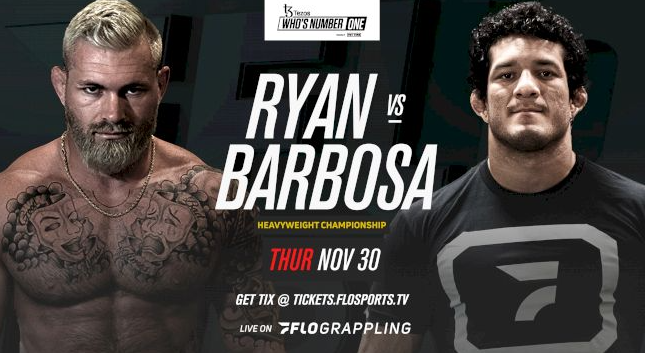 Tezos
WHO'S NUMBER ONE
RYAN VS
BARBOSA
HEAVYWEIGHT CHAMPIONSHIP
THUR NOV 30
GET TIX @ TICKETS.FLOSPORTS.TV
LIVE ON FLOGRAPPLING